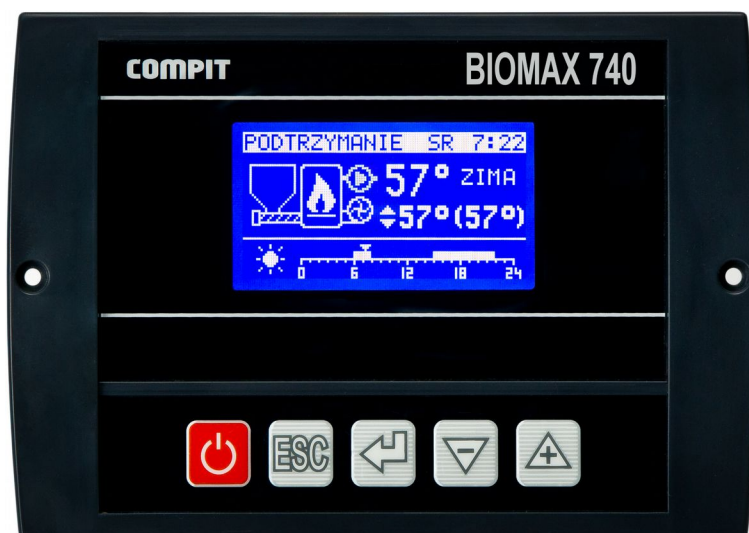 COMPIT
BIOMAX 740
PODTRZYMANIE SR 7:22
57° ZIMA
57°(57°)
0 6 12 18 24
ESC